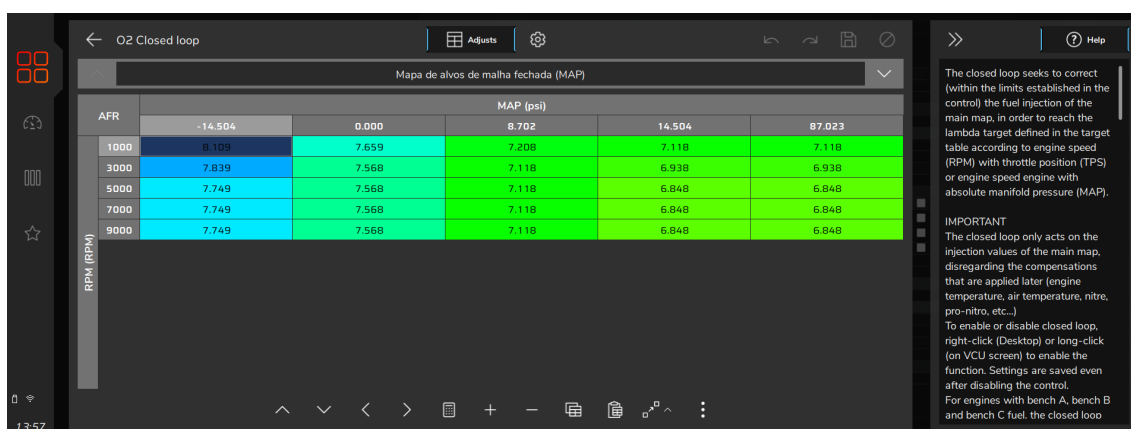 O2 Closed loop
Adjusts
Help
Mapa de alvos de malha fechada (MAP)
AFR
MAP (psi)
-14.504 0.000 8.702 14.504 87.023
1000 8.109 7.659 7.208 7.118 7.118
3000 7.839 7.568 7.118 6.938 6.938
5000 7.749 7.568 7.118 6.848 6.848
7000 7.749 7.568 7.118 6.848 6.848
9000 7.749 7.568 7.118 6.848 6.848
RPM (RPM)
The closed loop seeks to correct
(within the limits established in the
control) the fuel injection of the
main map, in order to reach the
lambda target defined in the target
table according to engine speed
(RPM) with throttle position (TPS)
or engine speed engine with
absolute manifold pressure (MAP).
IMPORTANT
The closed loop only acts on the
injection values of the main map,
disregarding the compensations
that are applied later (engine
temperature, air temperature, nitre,
pro-nitro, etc...)
To enable or disable closed loop,
right-click (Desktop) or long-click
(on VCU screen) to enable the
function. Settings are saved even
after disabling the control.
For engines with bench A, bench B
and bench C fuel, the closed loop
13:57